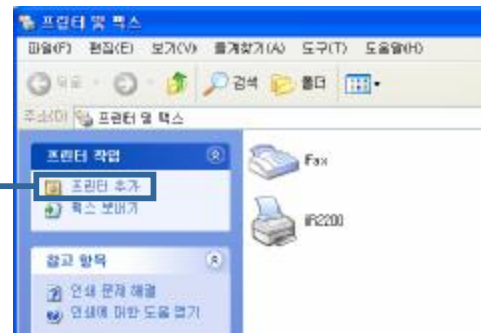 프린터 및 팩스
파일(F) 편집(E) 보기(V) 즐겨찾기(A) 도구(T) 도움말(H)
뒤로 검색 폴더
주소(D) 프린터 및 팩스
프린터 작업
프린터 추가
팩스 보내기
참고 항목
인쇄 문제 해결
인쇄에 대한 도움 얻기
Fax
iR2200